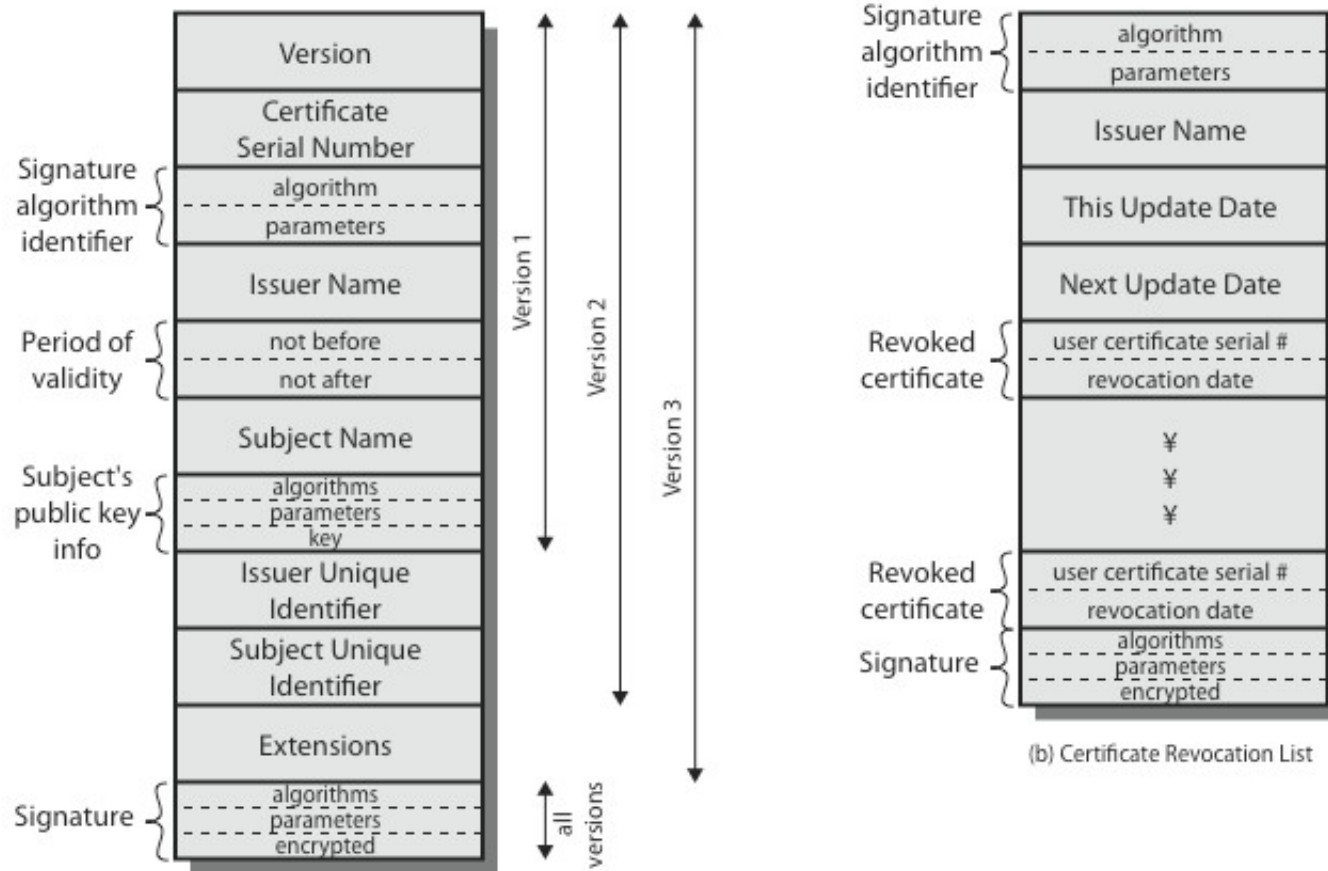 Version
Certificate
Serial Number
Signature
algorithm
identifier
algorithm
parameters
Issuer Name
Period of
validity
not before
not after
Subject Name
Subject's
public key
info
algorithms
parameters
key
Issuer Unique
Identifier
Subject Unique
Identifier
Extensions
Signature
algorithms
parameters
encrypted
Version 1
Version 2
Version 3
all
versions
Signature
algorithm
identifier
algorithm
parameters
Issuer Name
This Update Date
Next Update Date
Revoked
certificate
user certificate serial #
revocation date
¥
¥
¥
Revoked
certificate
user certificate serial #
revocation date
Signature
algorithms
parameters
encrypted
(b) Certificate Revocation List